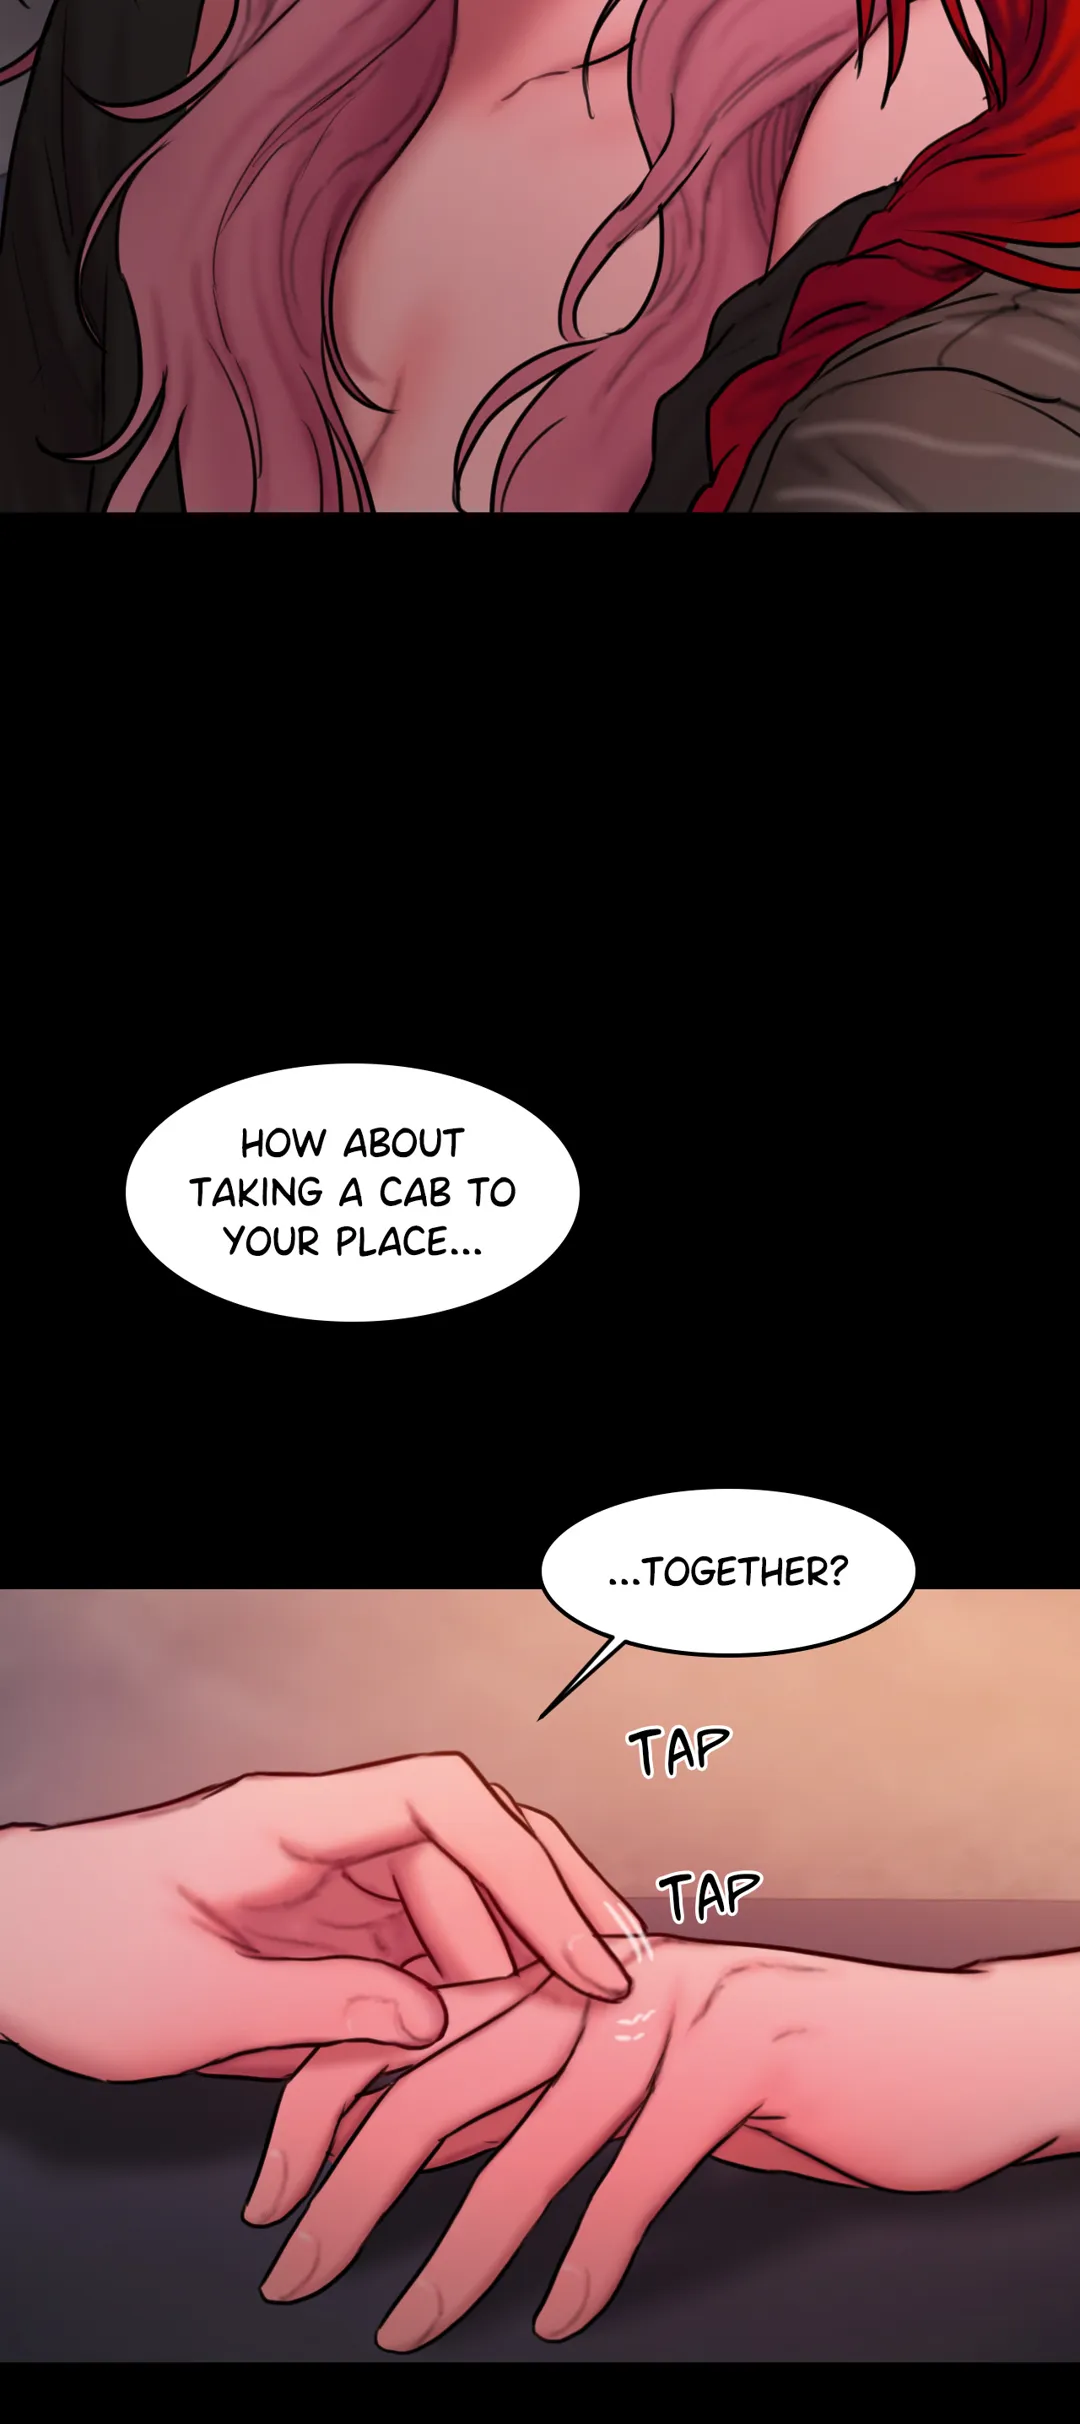 HOW ABOUT
TAKING A CAB TO
YOUR PLACE...
...TOGETHER?
TAP
TAP